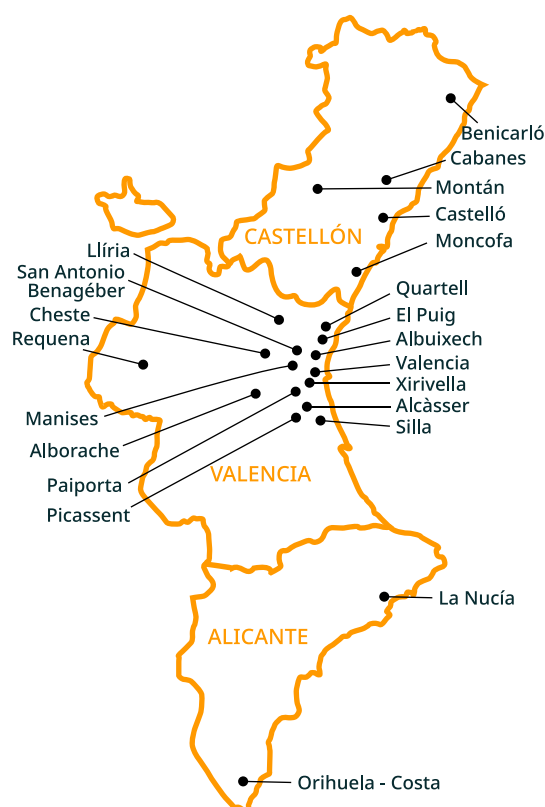 Benicarló
Cabanes
Montán
Castelló
CASTELLÓN
Moncofa
Llíria
San Antonio
Benagéber
Cheste
Requena
Quartell
El Puig
Albuixech
Valencia
Xirivella
Alcàsser
Silla
Manises
Alborache
Paiporta
Picassent
VALENCIA
La Nucía
ALICANTE
Orihuela - Costa